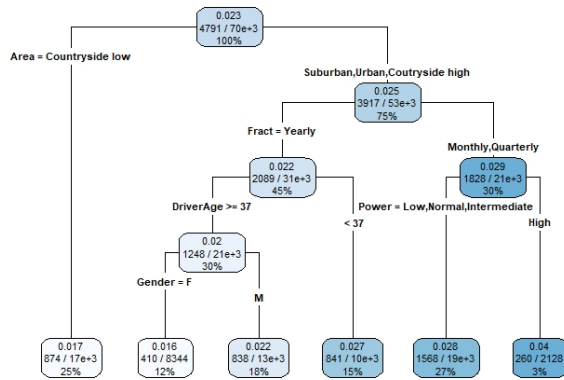 0.023
4791 / 70e+3
100%
Area = Countryside low
Suburban,Urban,Coutryside high
0.025
3917 / 53e+3
75%
Fract = Yearly
Monthly,Quarterly
0.022
2089 / 31e+3
45%
0.029
1828 / 21e+3
30%
DriverAge >= 37
< 37
Power = Low,Normal,Intermediate
High
0.02
1248 / 21e+3
30%
Gender = F
M
0.017
874 / 17e+3
25%
0.016
410 / 8344
12%
0.022
838 / 13e+3
18%
0.027
841 / 10e+3
15%
0.028
1568 / 19e+3
27%
0.04
260 / 2128
3%